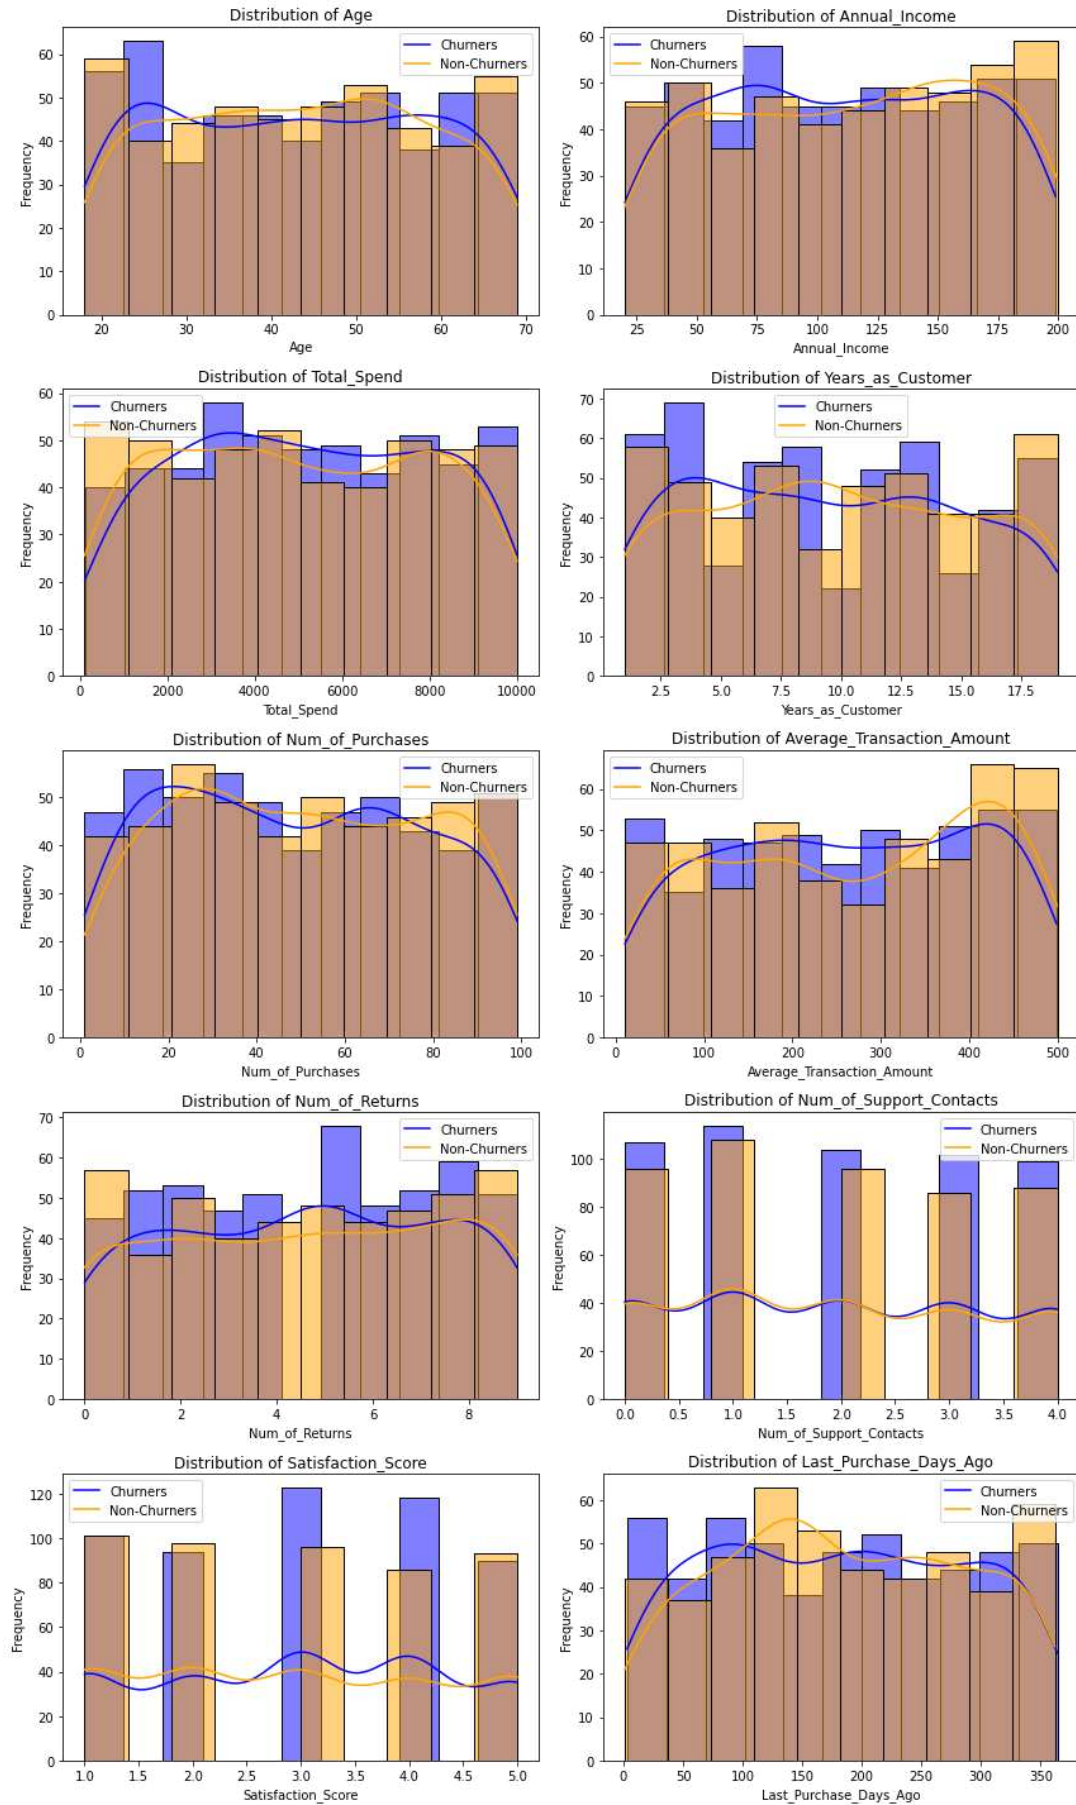 Distribution of Age
Churners
Non-Churners
60
50
40
30
20
10
0
Frequency
20 30 40 50 60 70
Age
Distribution of Annual_Income
Churners
Non-Churners
60
50
40
30
20
10
0
Frequency
25 50 75 100 125 150 175 200
Annual_Income
Distribution of Total_Spend
Churners
Non-Churners
60
50
40
30
20
10
0
Frequency
0 2000 4000 6000 8000 10000
Total_Spend
Distribution of Years_as_Customer
Churners
Non-Churners
70
60
50
40
30
20
10
0
Frequency
2.5 5.0 7.5 10.0 12.5 15.0 17.5
Years_as_Customer
Distribution of Num_of_Purchases
Churners
Non-Churners
50
40
30
20
10
0
Frequency
0 20 40 60 80 100
Num_of_Purchases
Distribution of Average_Transaction_Amount
Churners
Non-Churners
60
50
40
30
20
10
0
Frequency
0 100 200 300 400 500
Average_Transaction_Amount
Distribution of Num_of_Returns
Churners
Non-Churners
70
60
50
40
30
20
10
0
Frequency
0 2 4 6 8
Num_of_Returns
Distribution of Num_of_Support_Contacts
Churners
Non-Churners
100
80
60
40
20
0
Frequency
0.0 0.5 1.0 1.5 2.0 2.5 3.0 3.5 4.0
Num_of_Support_Contacts
Distribution of Satisfaction_Score
Churners
Non-Churners
120
100
80
60
40
20
0
Frequency
1.0 1.5 2.0 2.5 3.0 3.5 4.0 4.5 5.0
Satisfaction_Score
Distribution of Last_Purchase_Days_Ago
Churners
Non-Churners
60
50
40
30
20
10
0
Frequency
0 50 100 150 200 250 300 350
Last_Purchase_Days_Ago